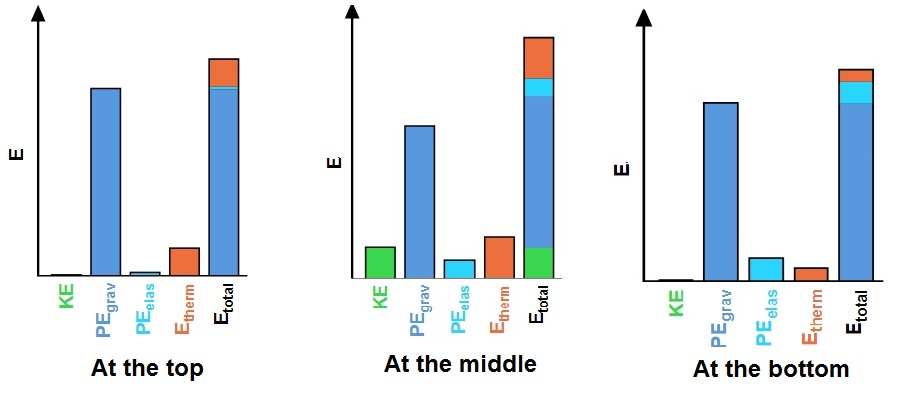 E
KE
PEgrav
PEelas
Etherm
Etotal
At the top
E
KE
PEgrav
PEelas
Etherm
Etotal
At the middle
E
KE
PEgrav
PEelas
Etherm
Etotal
At the bottom